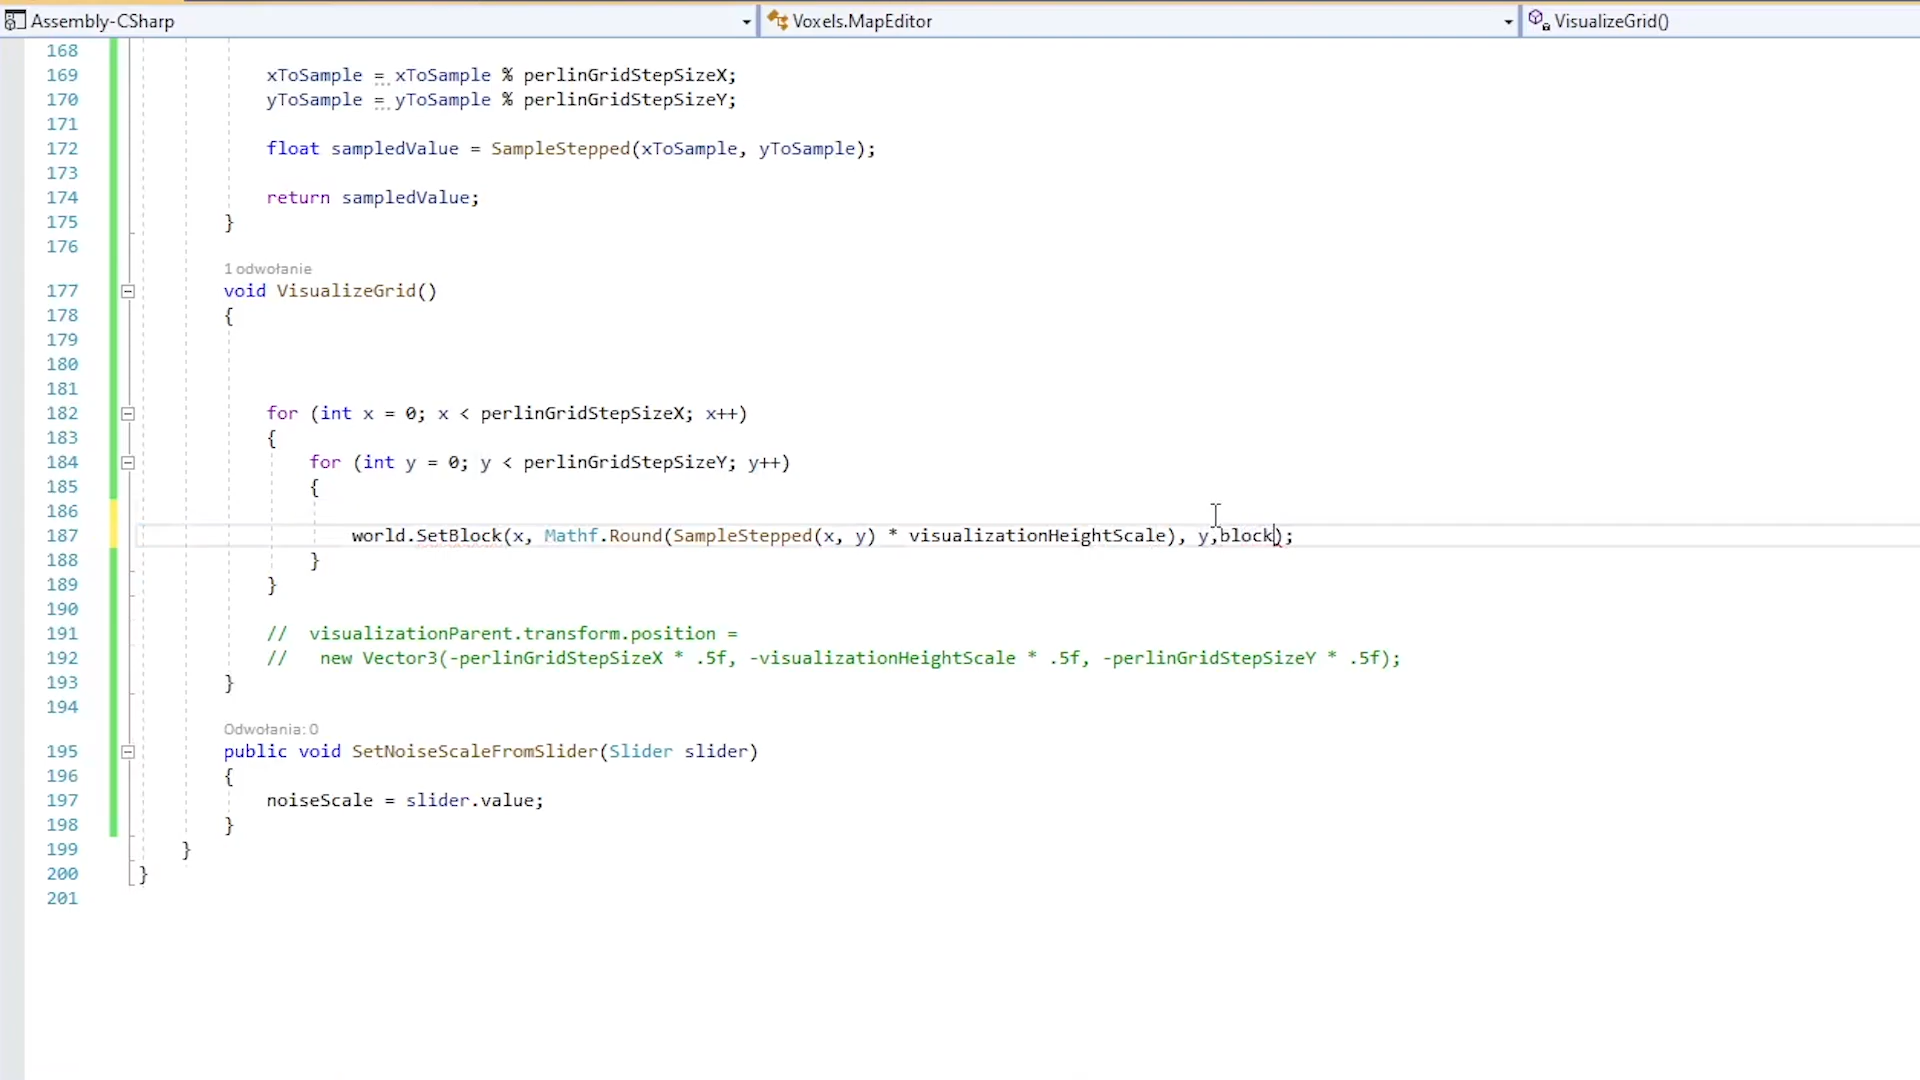 Assembly-CSharp Voxels.MapEditor VisualizeGrid()
168
169 xToSample = xToSample % perlinGridStepSizeX;
170 yToSample = yToSample % perlinGridStepSizeY;
171
172 float sampledValue = SampleStepped(xToSample, yToSample);
173
174 return sampledValue;
175 }
176
1 odwołanie
177 void VisualizeGrid()
178 {
179
180
181
182 for (int x = 0; x < perlinGridStepSizeX; x++)
183 {
184 for (int y = 0; y < perlinGridStepSizeY; y++)
185 {
186
187 world.SetBlock(x, Mathf.Round(SampleStepped(x, y) * visualizationHeightScale), y,block);
188 }
189 }
190
191 // visualizationParent.transform.position =
192 // new Vector3(-perlinGridStepSizeX * .5f, -visualizationHeightScale * .5f, -perlinGridStepSizeY * .5f);
193 }
194
Odwołania: 0
195 public void SetNoiseScaleFromSlider(Slider slider)
196 {
197 noiseScale = slider.value;
198 }
199 }
200 }
201